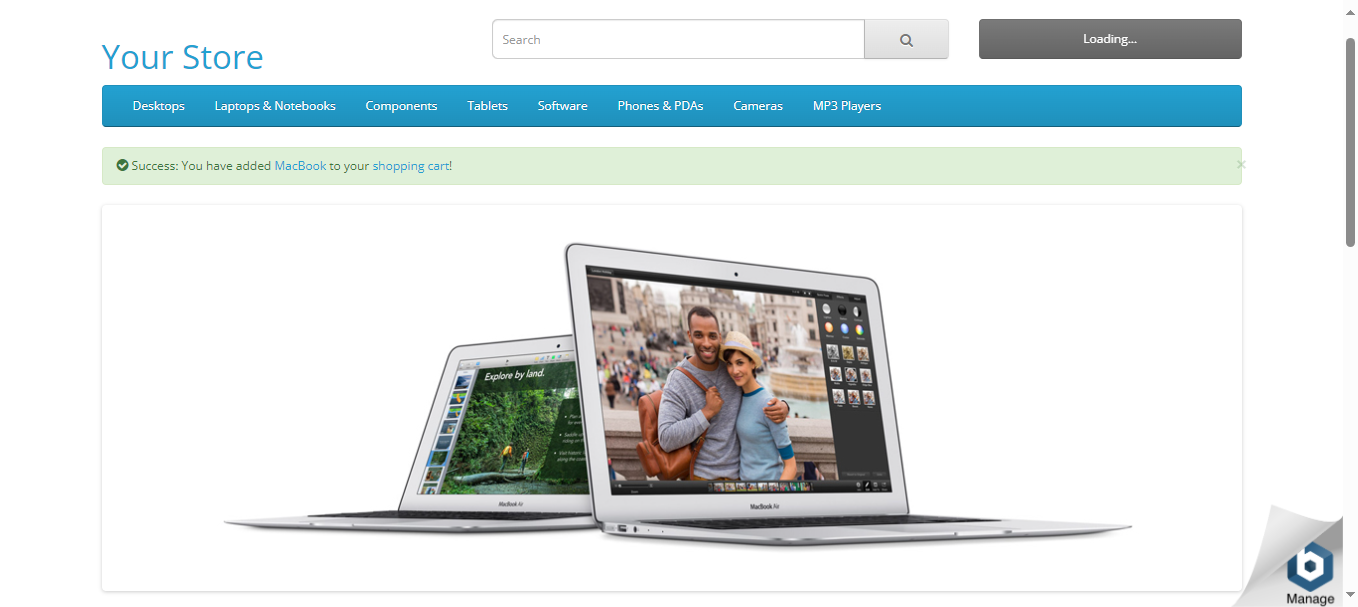 Search
Loading...
Your Store
Desktops
Laptops & Notebooks
Components
Tablets
Software
Phones & PDAs
Cameras
MP3 Players
Success: You have added MacBook to your shopping cart!
×
Explore by land.
MacBook Air
MacBook Air
Manage